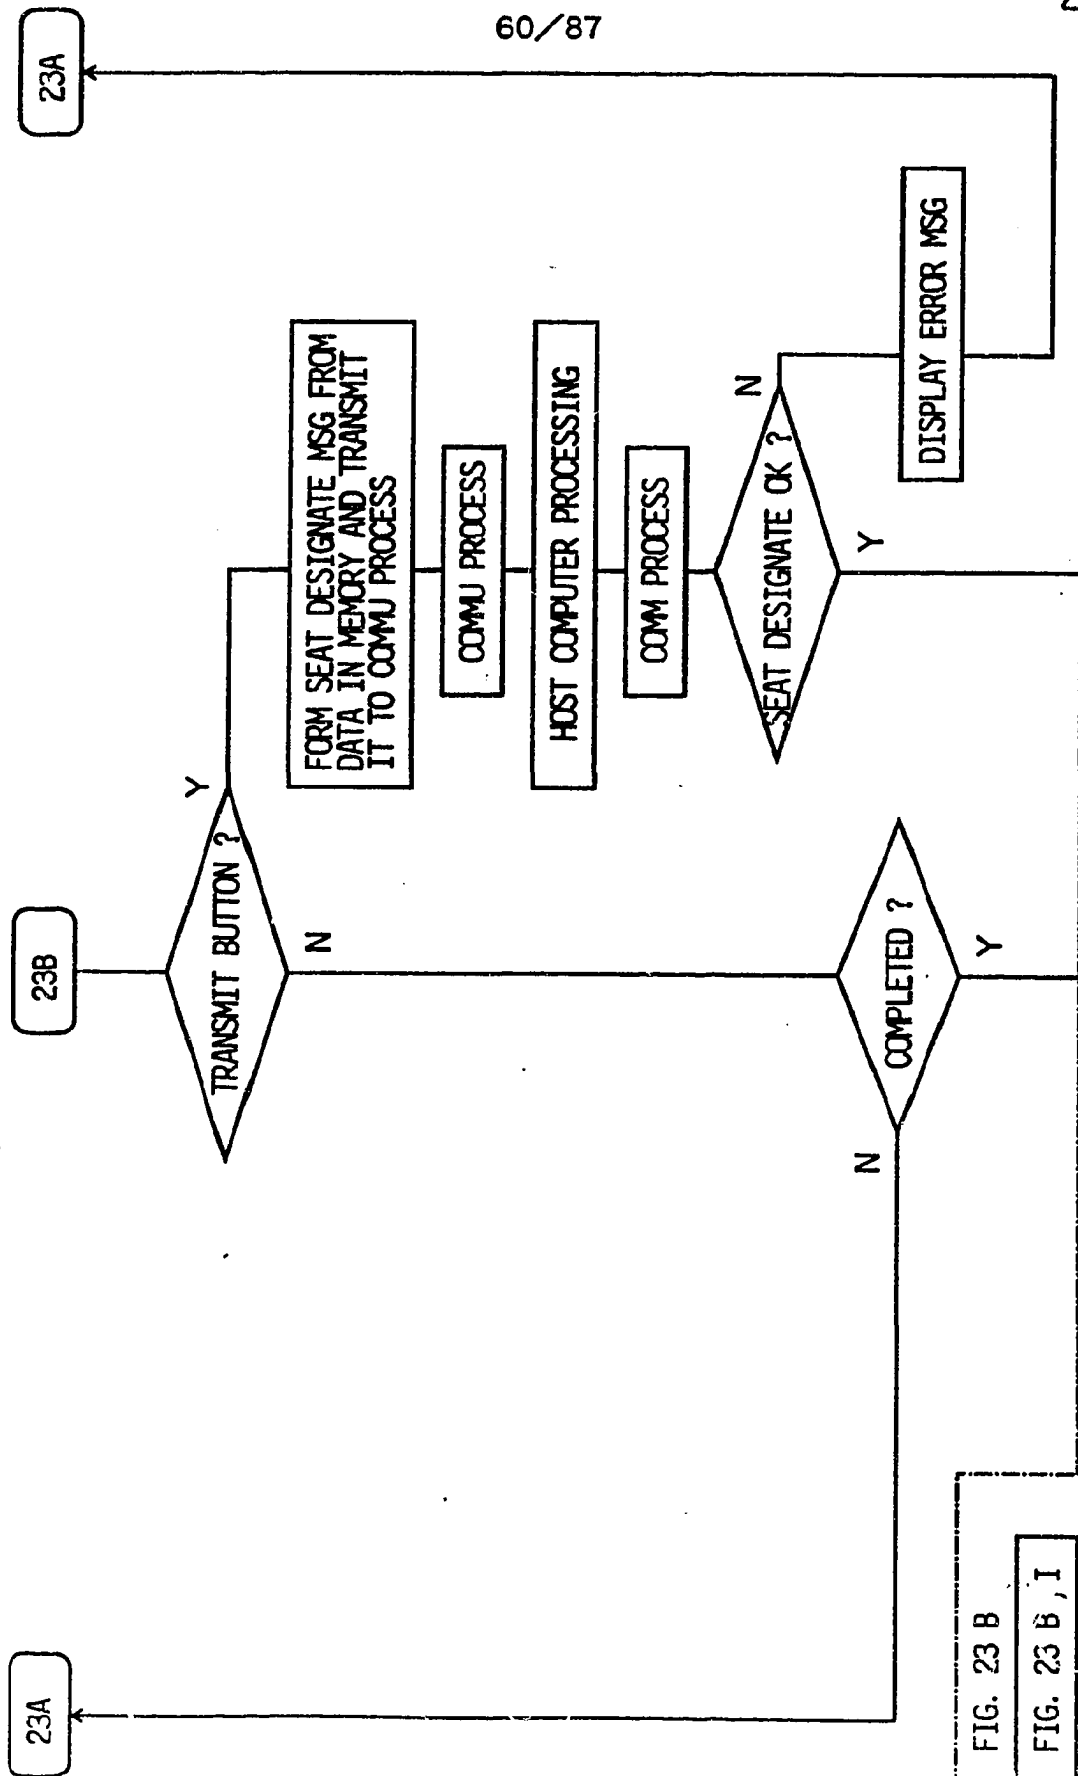 60/87
23A
23B
23A
TRANSMIT BUTTON ?
Y
N
FORM SEAT DESIGNATE MSG FROM
DATA IN MEMORY AND TRANSMIT
IT TO COMMU PROCESS
COMMU PROCESS
HOST COMPUTER PROCESSING
COMM PROCESS
SEAT DESIGNATE OK ?
N
Y
DISPLAY ERROR MSG
COMPLETED ?
N
Y
FIG. 23 B
FIG. 23 B , I